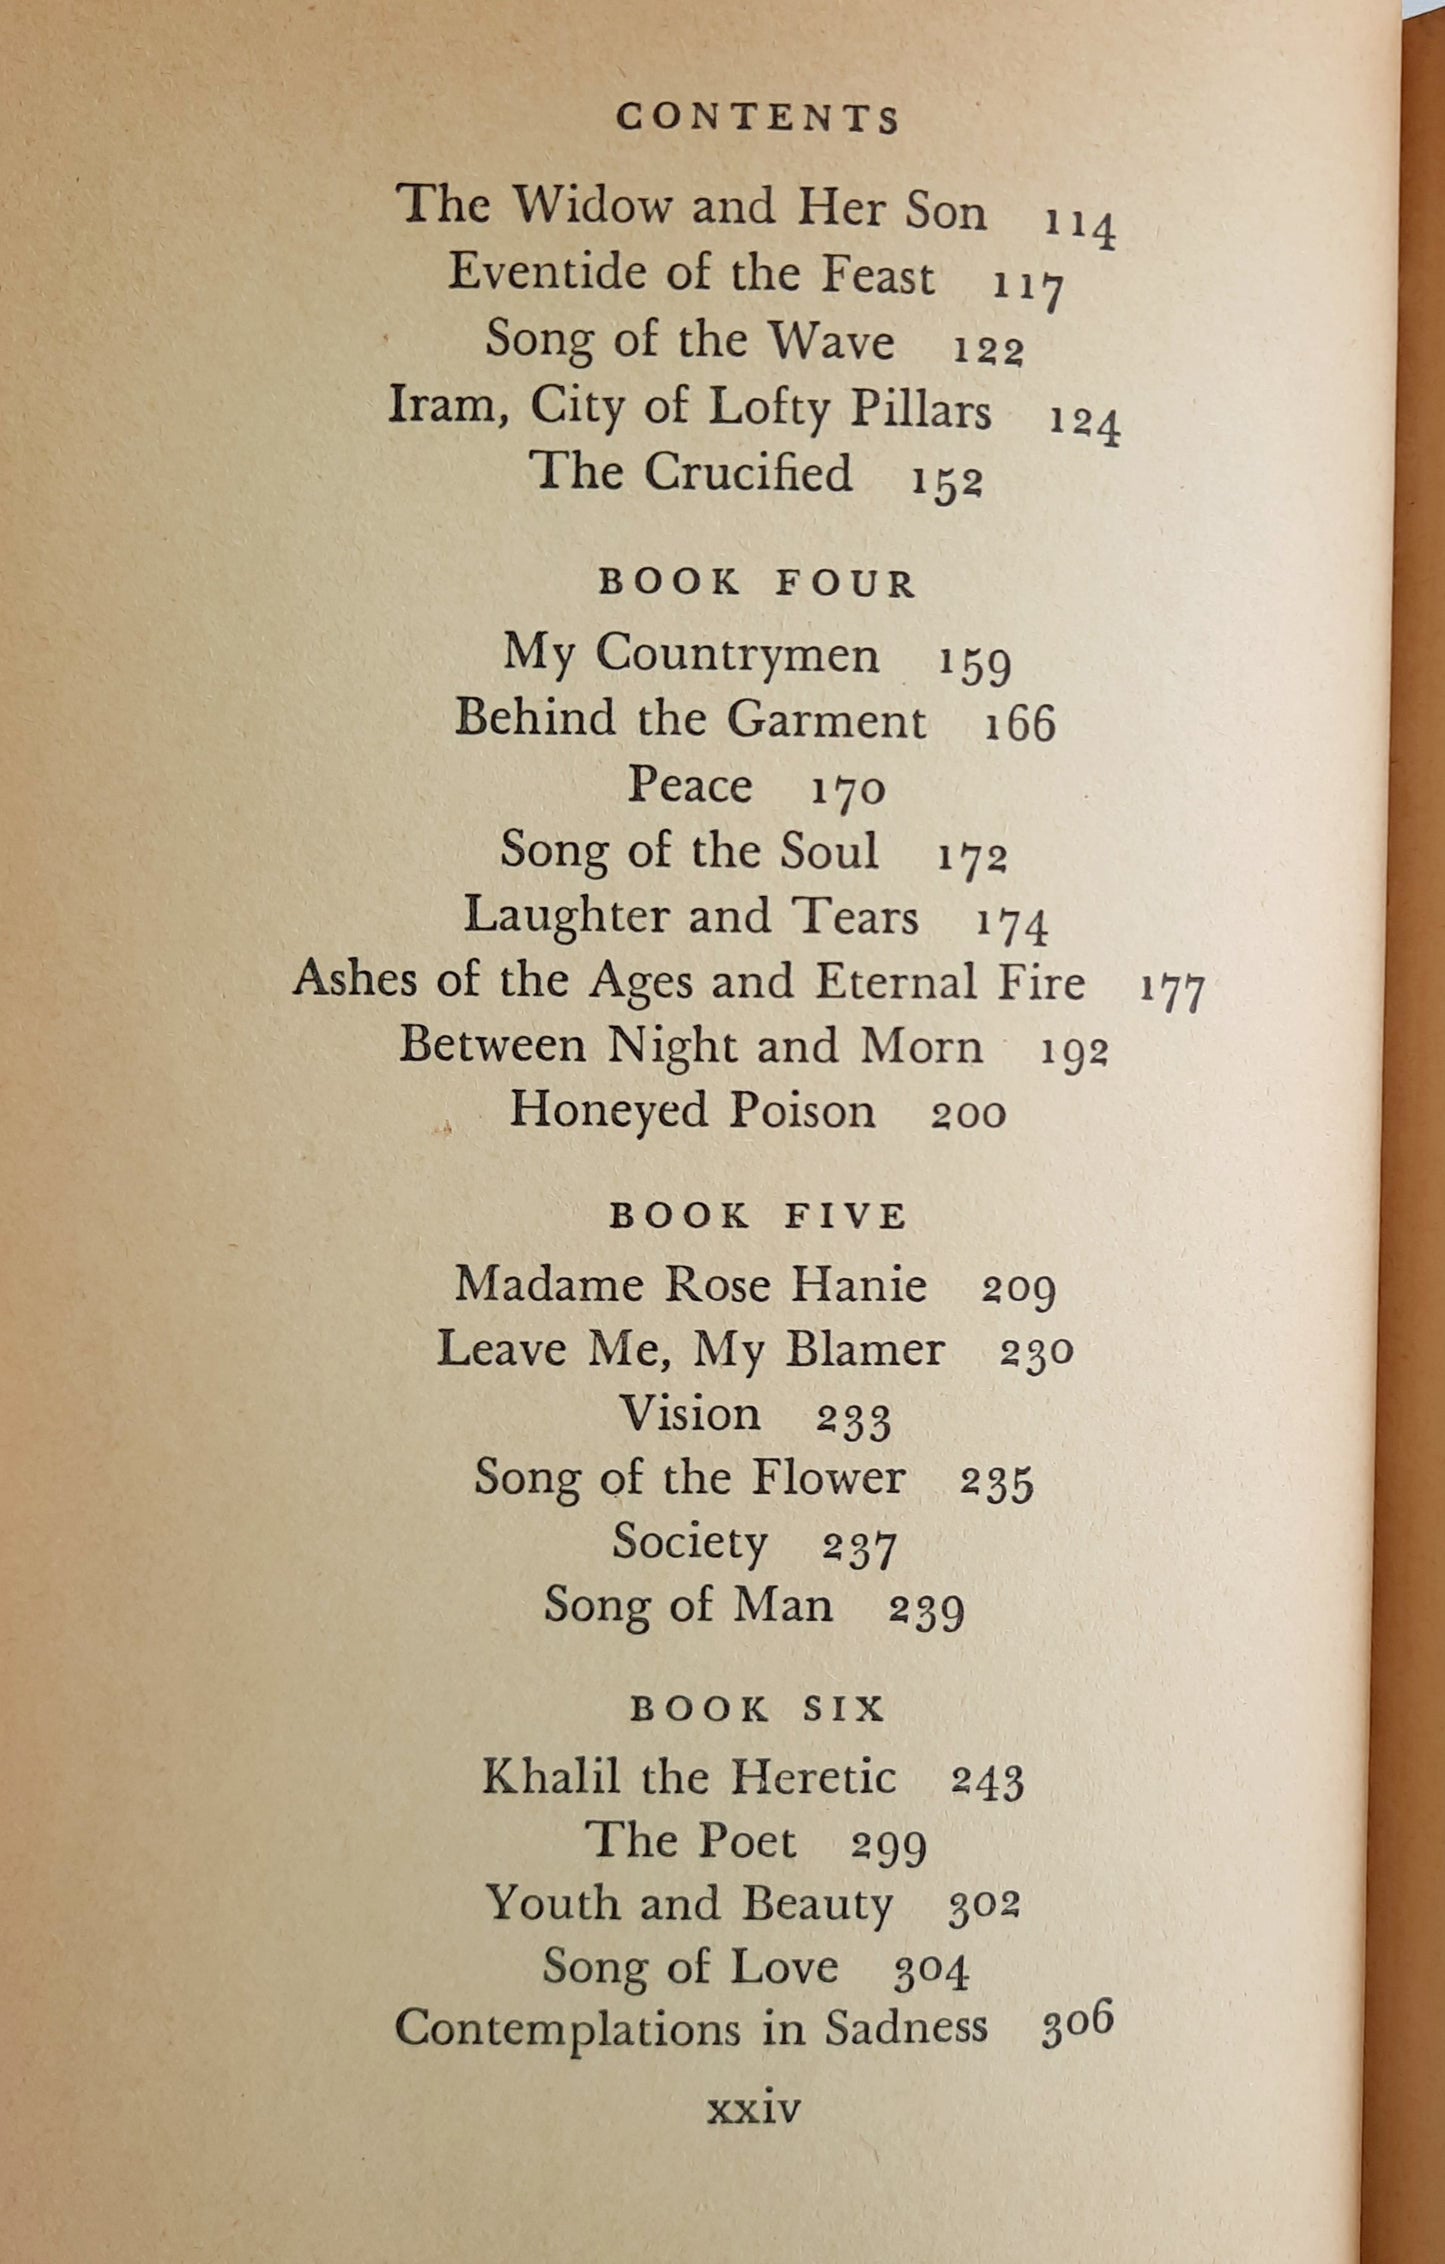 CONTENTS
The Widow and Her Son 114
Eventide of the Feast 117
Song of the Wave 122
Iram, City of Lofty Pillars 124
The Crucified 152
BOOK FOUR
My Countrymen 159
Behind the Garment 166
Peace 170
Song of the Soul 172
Laughter and Tears 174
Ashes of the Ages and Eternal Fire 177
Between Night and Morn 192
Honeyed Poison 200
BOOK FIVE
Madame Rose Hanie 209
Leave Me, My Blamer 230
Vision 233
Song of the Flower 235
Society 237
Song of Man 239
BOOK SIX
Khalil the Heretic 243
The Poet 299
Youth and Beauty 302
Song of Love 304
Contemplations in Sadness 306
xxiv